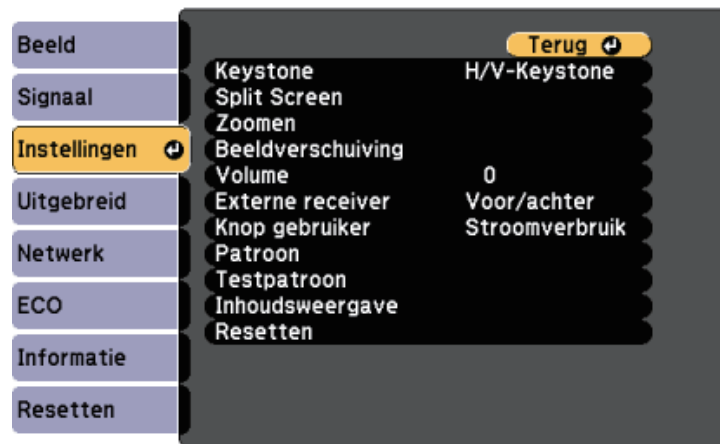 Beeld
Signaal
Instellingen
Uitgebreid
Netwerk
ECO
Informatie
Resetten
Terug
Keystone H/V-Keystone
Split Screen
Zoomen
Beeldverschuiving
Volume 0
Externe receiver Voor/achter
Knop gebruiker Stroomverbruik
Patroon
Testpatroon
Inhoudsweergave
Resetten